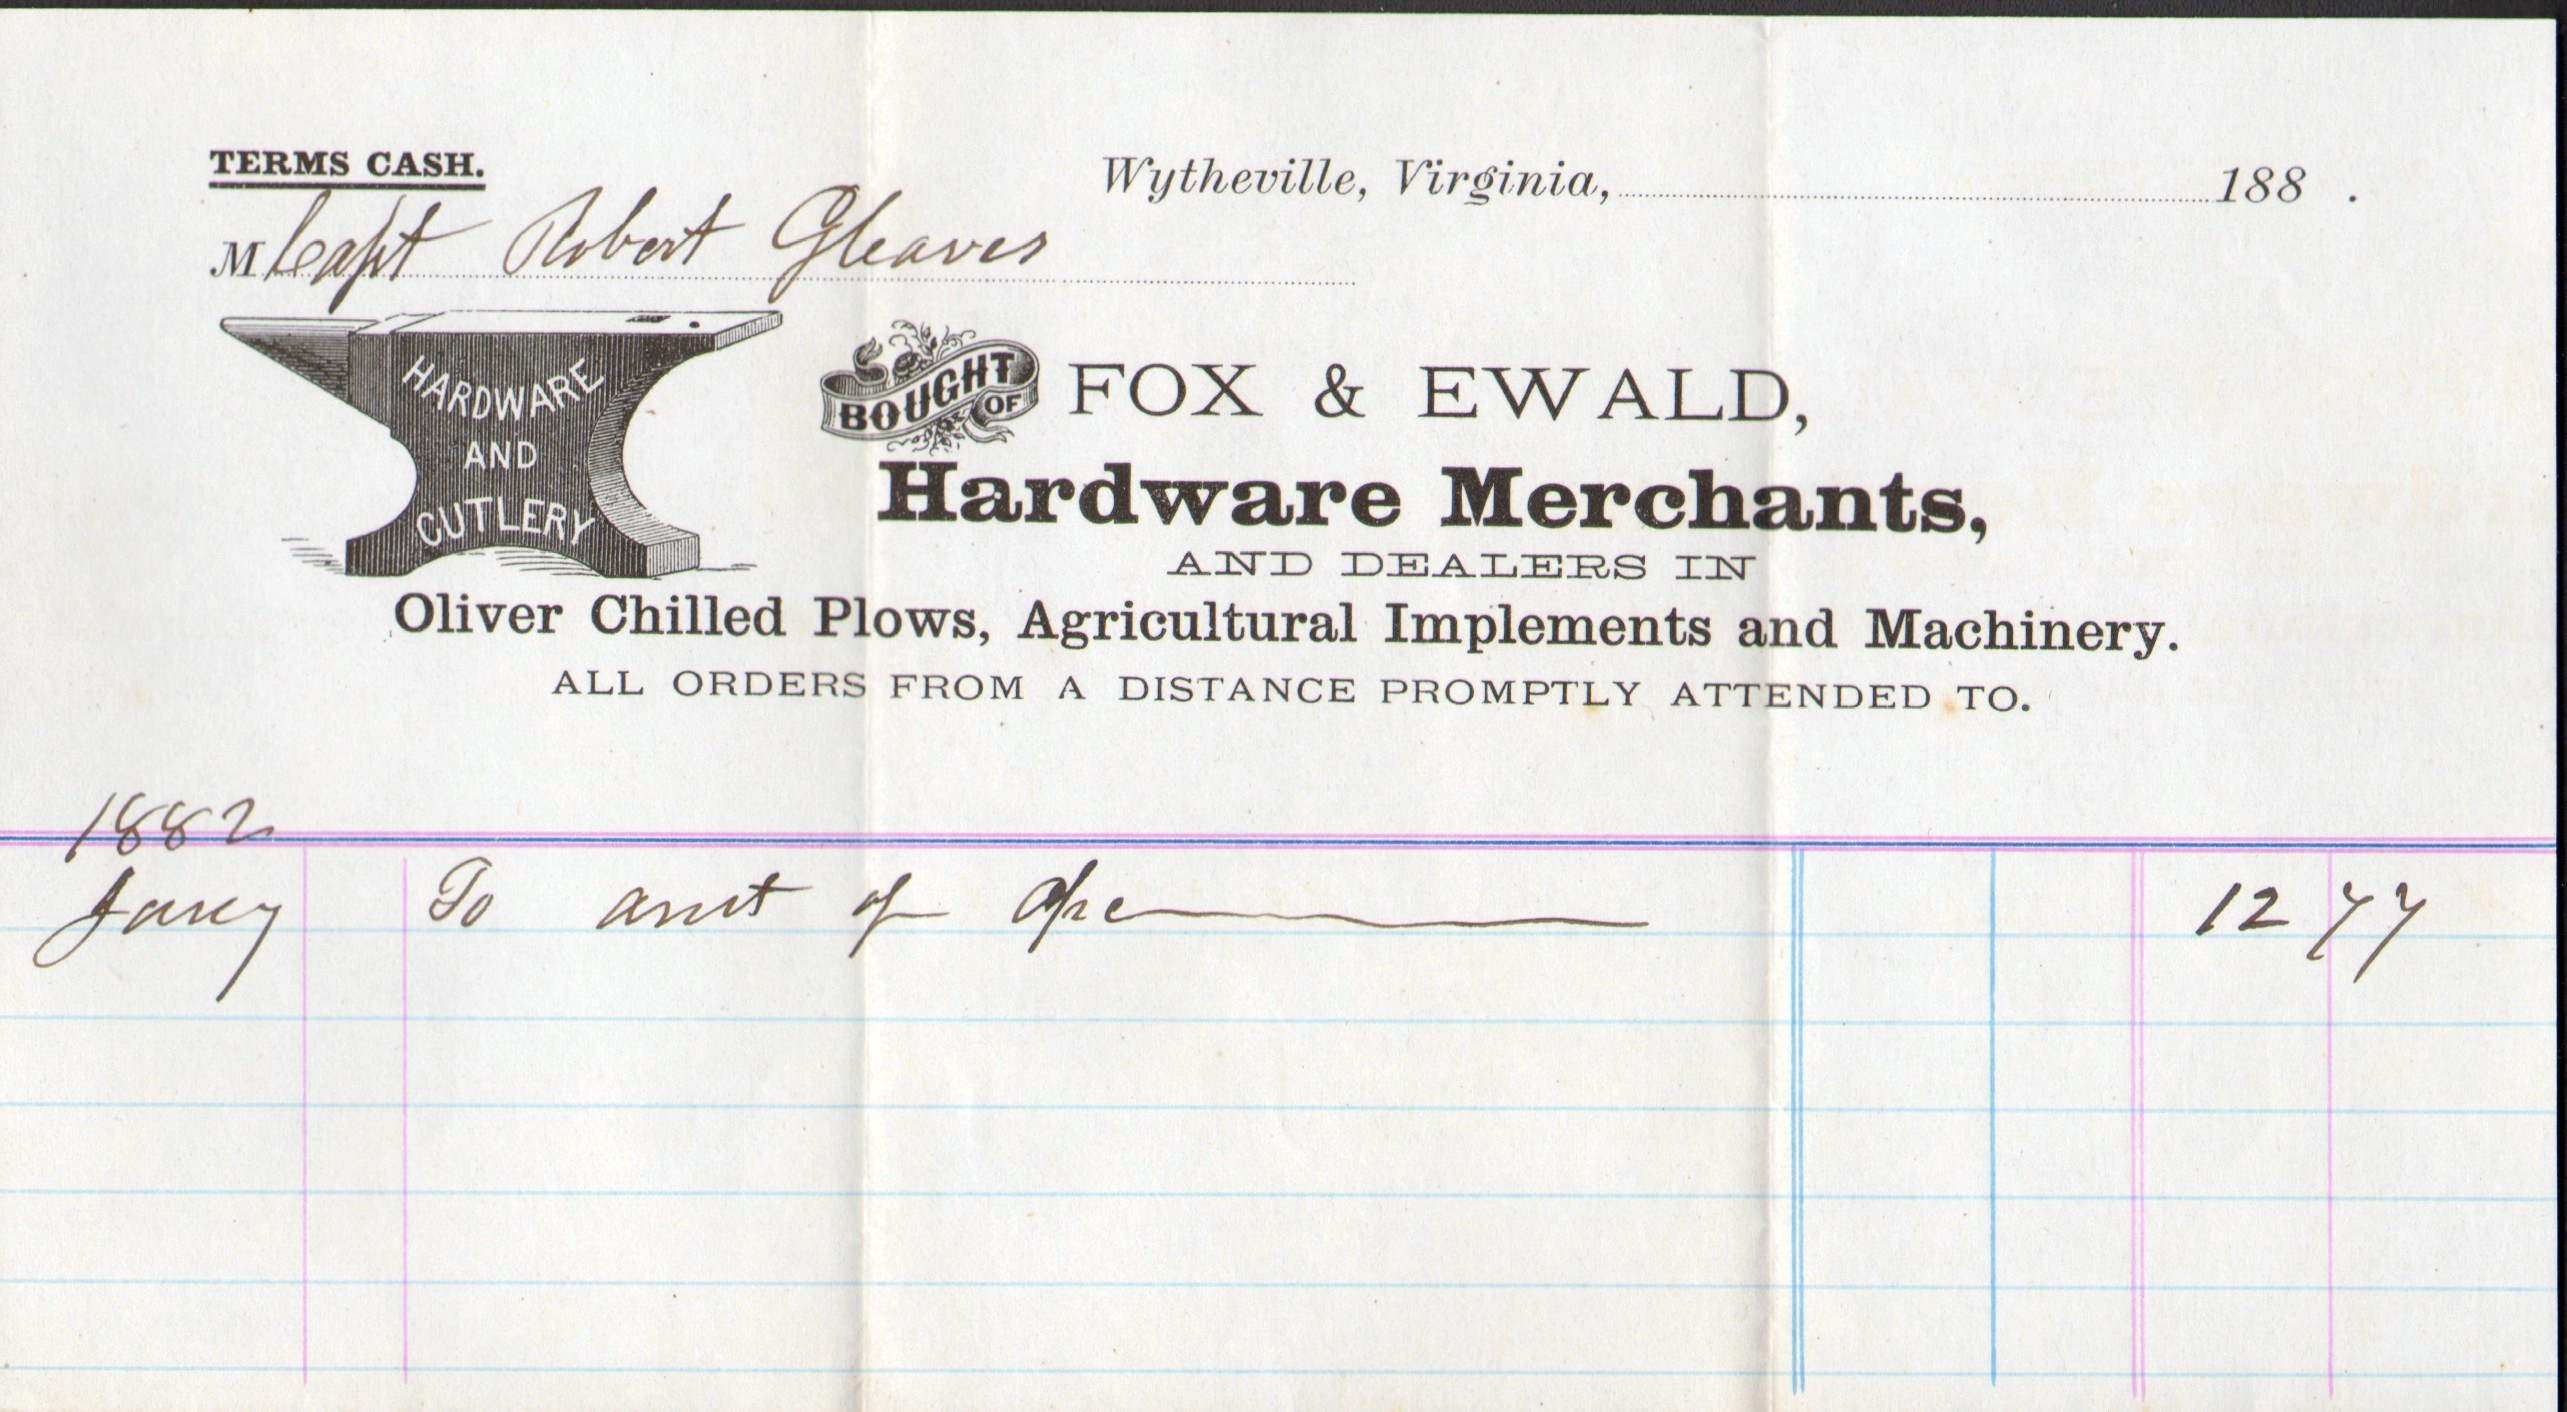 TERMS CASH.
Wytheville, Virginia, 188 .
M Capt Robert Gleaves
HARDWARE
AND
CUTLERY
BOUGHT OF
FOX & EWALD,
Hardware Merchants,
AND DEALERS IN
Oliver Chilled Plows, Agricultural Implements and Machinery.
ALL ORDERS FROM A DISTANCE PROMPTLY ATTENDED TO.
1882
Jany To amt of 12 77